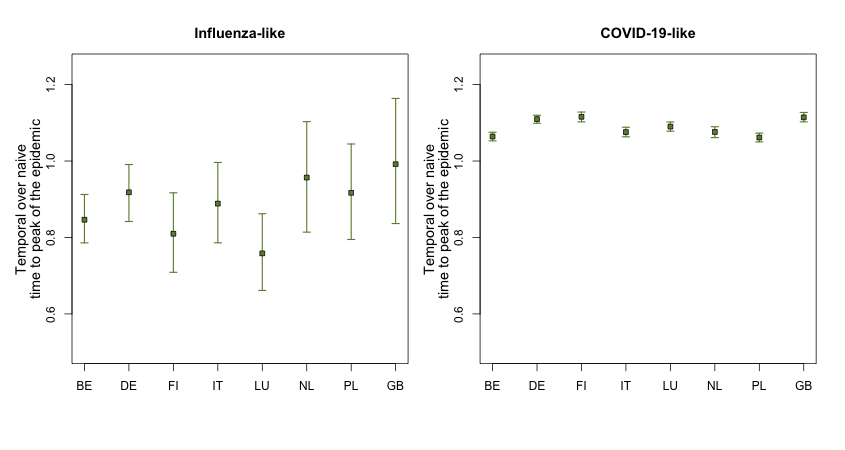 Influenza-like
Temporal over naive
time to peak of the epidemic
1.2
1.0
0.8
0.6
BE DE FI IT LU NL PL GB
COVID-19-like
Temporal over naive
time to peak of the epidemic
1.2
1.0
0.8
0.6
BE DE FI IT LU NL PL GB